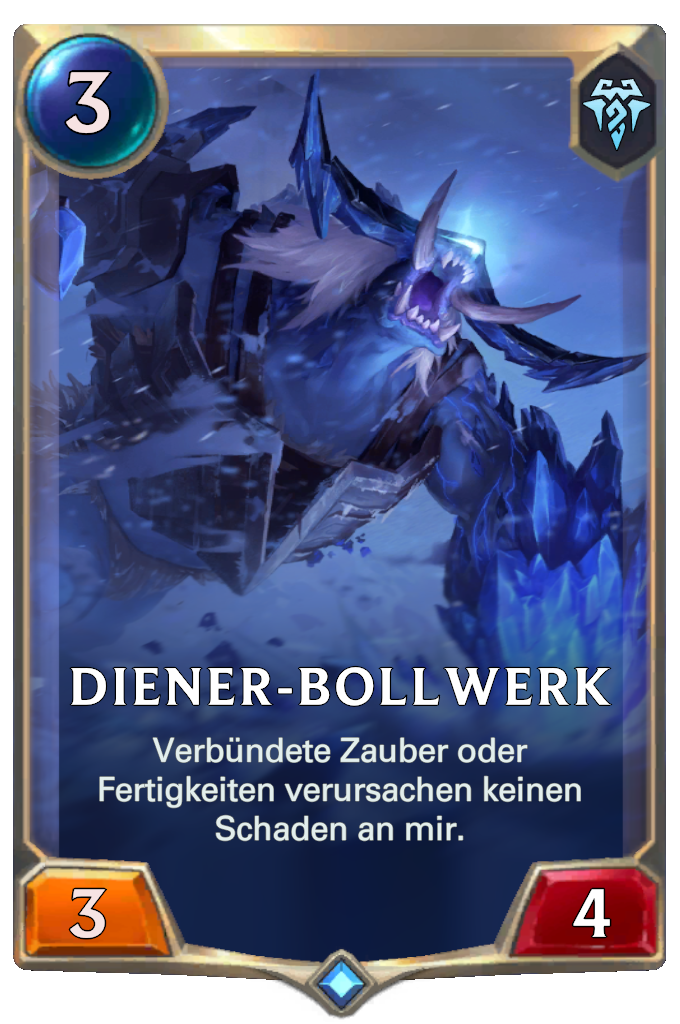 3
DIENER-BOLLWERK
Verbündete Zauber oder
Fertigkeiten verursachen keinen
Schaden an mir.
3
4